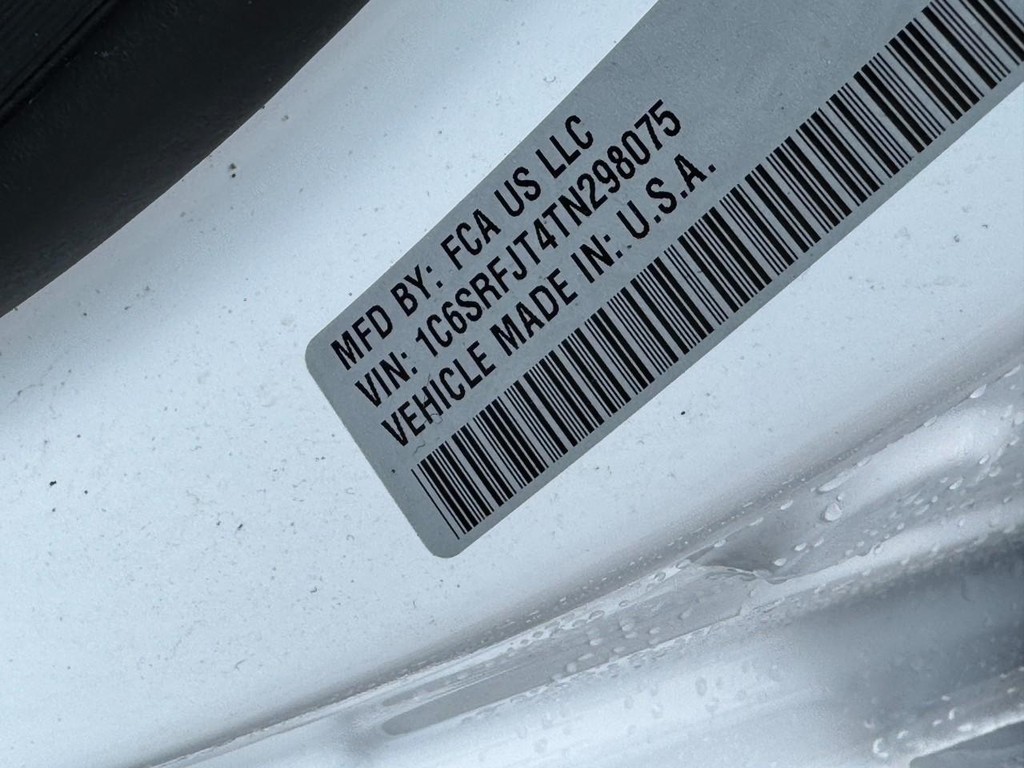 MFD BY: FCA US LLC
VIN: 1C6SRFJT4TN298075
VEHICLE MADE IN: U.S.A.